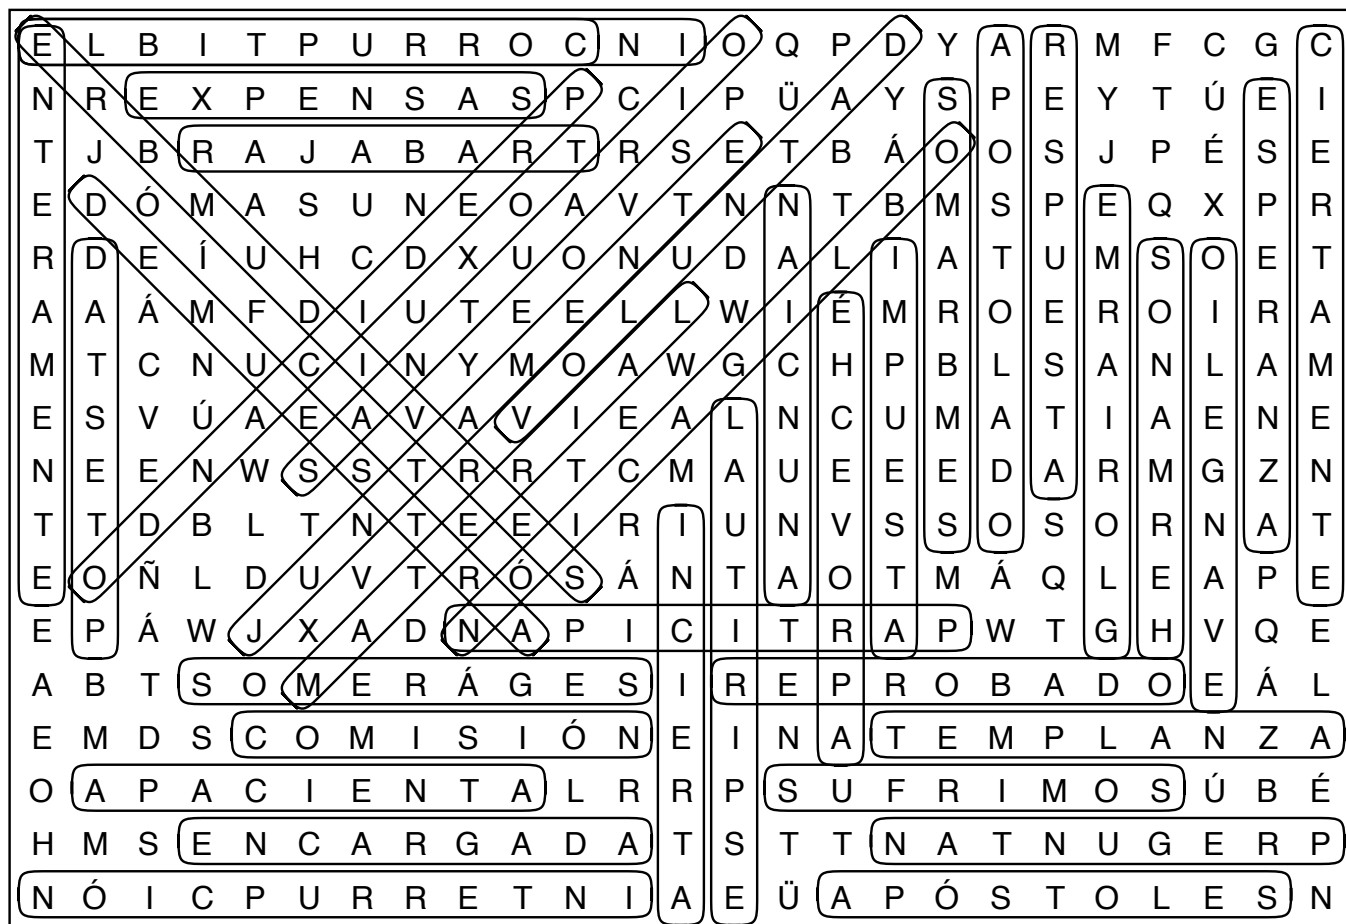 E L B I T P U R R O C N I O Q P D Y A R M F C G C
N R E X P E N S A S P C I P Ü A Y S P E Y T Ú E I
T J B R A J A B A R T R S E T B Á O O S J P É S E
E D Ó M A S U N E O A V T N N T B M S P E Q X P R
R D E Í U H C D X U O N U D A L I A T U M S O E T
A A Á M F D I U T E E L L W I É M R O E R O I R A
M T C N U C I N Y M O A W G C H P B L S A N L A M
E S V Ú A E A V A V I E A L N C U M A T I A E N E
N E E N W S S T R R T C M A U E E E D A R M G Z N
T T D B L T N T E E I R I U N V S S O S O R N A T
E O Ñ L D U V T R Ó S Á N T A O T M Á Q L E A P E
E P Á W J X A D N A P I C I T R A P W T G H V Q E
A B T S O M E R Á G E S I R E P R O B A D O E Á L
E M D S C O M I S I Ó N E I N A T E M P L A N Z A
O A P A C I E N T A L R R P S U F R I M O S Ú B É
H M S E N C A R G A D A T S T T N A T N U G E R P
N Ó I C P U R R E T N I A E Ü A P Ó S T O L E S N